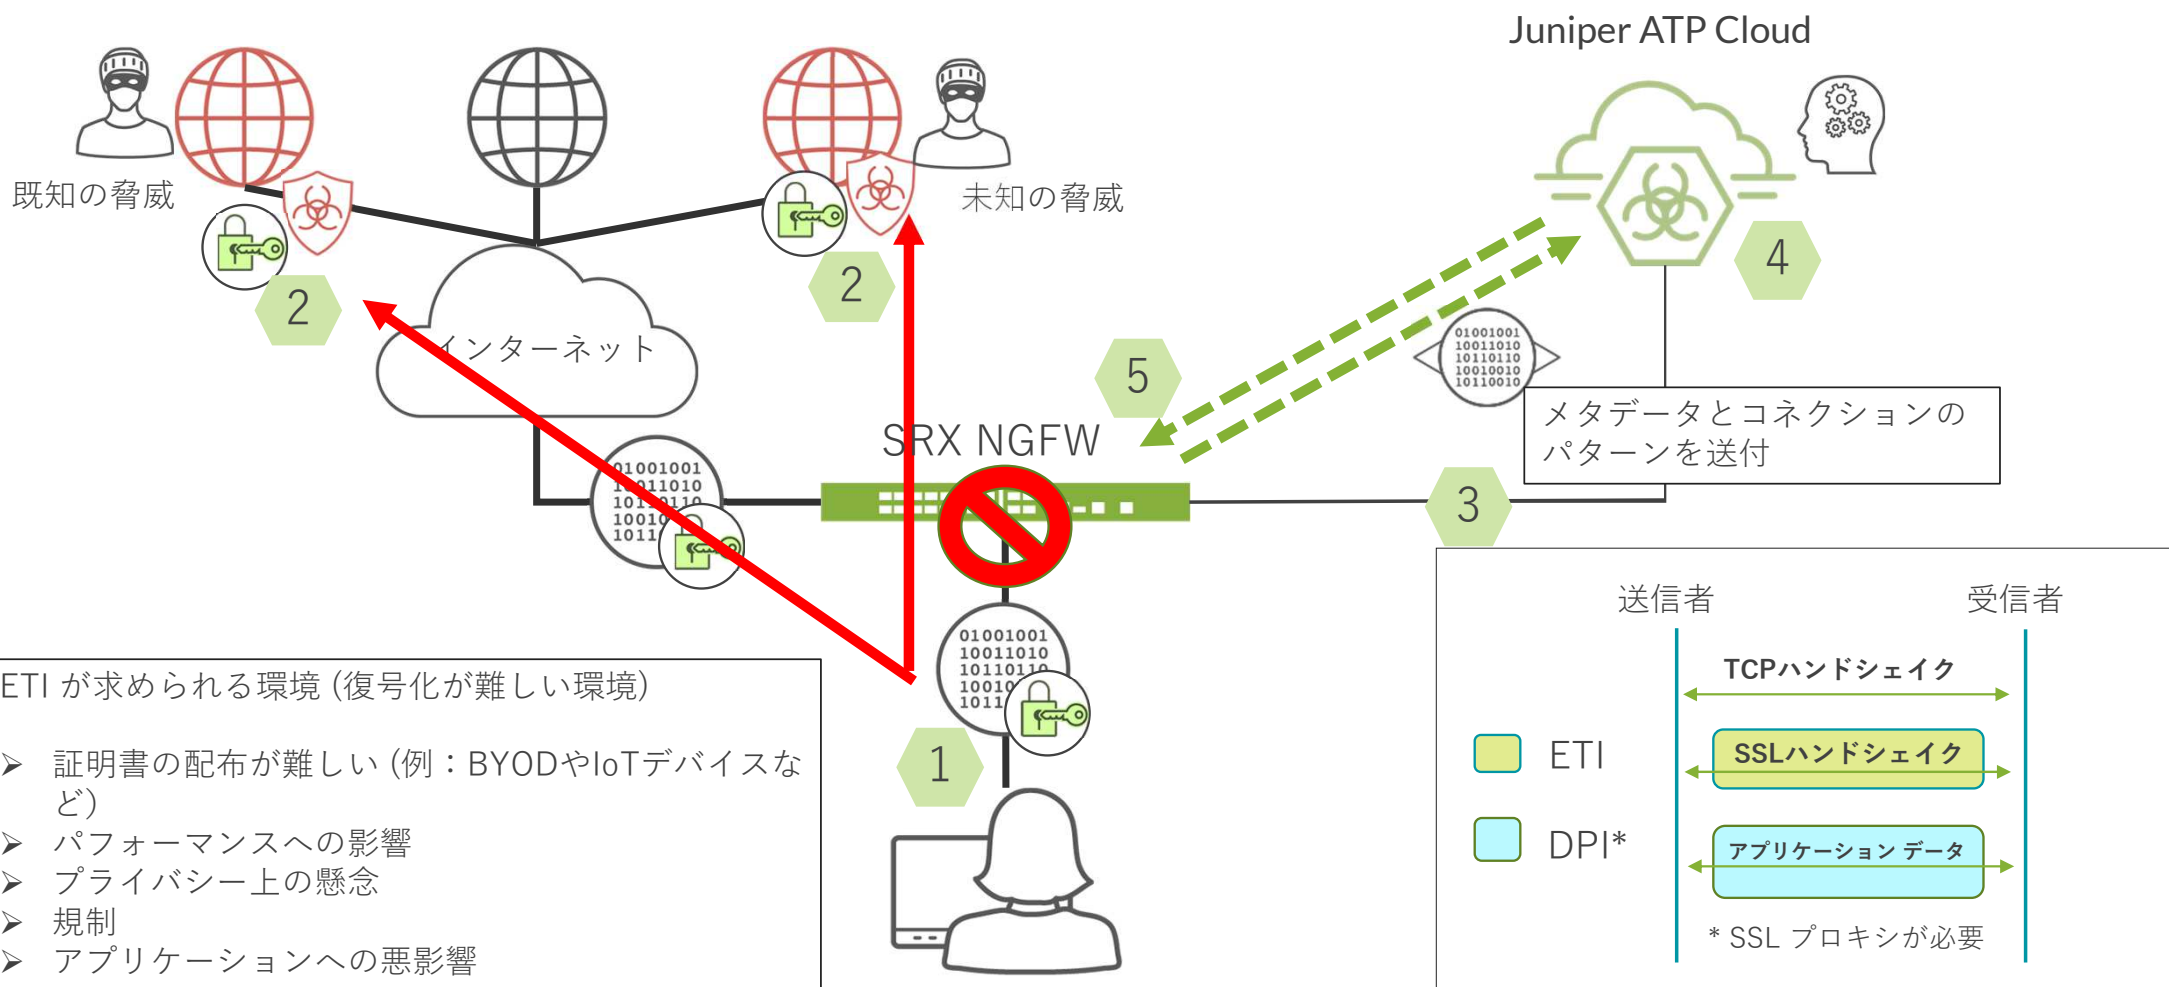 Juniper ATP Cloud
既知の脅威
未知の脅威
2
2
4
インターネット
5
SRX NGFW
01001001
10011010
10110110
10010010
10110010
メタデータとコネクションの
パターンを送付
3
01001001
10011010
10110110
1001
1011
01001001
10011010
10110110
1001
1011
1
ETI が求められる環境 (復号化が難しい環境)
➢ 証明書の配布が難しい (例：BYODやIoTデバイスな
ど)
➢ パフォーマンスへの影響
➢ プライバシー上の懸念
➢ 規制
➢ アプリケーションへの悪影響
送信者
受信者
TCPハンドシェイク
ETI
SSLハンドシェイク
DPI*
アプリケーション データ
* SSL プロキシが必要